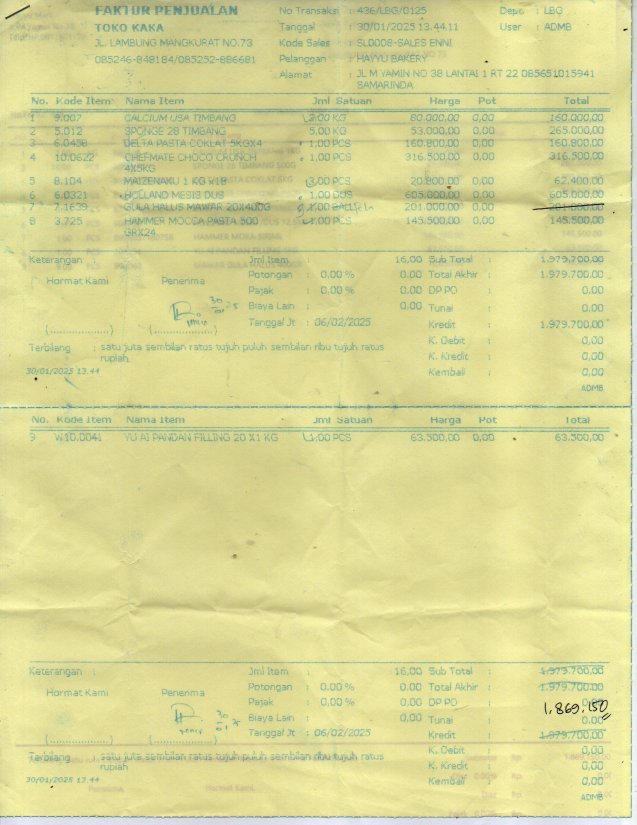 FAKTUR PENJUALAN
TOKO KAKA
JL. LAMBUNG MANGKURAT NO.73
085246-848184/085252-886681
No Transaksi : 436/LBG/0125 Dept : LBG
Tanggal : 30/01/2025 13.44.11 User : ADMB
Kode Sales : SL0008-SALES ENNI
Pelanggan : HAYYU BAKERY
Alamat : JL M YAMIN NO 38 LANTAI 1 RT 22 085651015941
SAMARINDA
No. Kode Item Nama Item Jml Satuan Harga Pot Total
1 9.007 CALCIUM USA TIMBANG 2,00 KG 80.000,00 0,00 160.000,00
2 5.012 SPONGE 28 TIMBANG 5,00 KG 53.000,00 0,00 265.000,00
3 6.0438 DELTA PASTA COKLAT 5KGX4 1,00 PCS 160.800,00 0,00 160.800,00
4 10.0622 CHEFMATE CHOCO CRUNCH 1,00 PCS 316.500,00 0,00 316.500,00
4X5KG
5 8.104 MAIZENAKU 1 KG W18 3,00 PCS 20.800,00 0,00 62.400,00
6 6.0321 HOLLAND MESIS DUS 1,00 DUS 605.000,00 0,00 605.000,00
7 7.1639 GULA HALUS MAWAR 20X400G 1,00 201.000,00 0,00 201.000,00
8 3.725 HAMMER MOCCA PASTA 500 1,00 PCS 145.500,00 0,00 145.500,00
GRX24
Keterangan : Jml Item : 16,00 Sub Total : 1.979.700,00
Hormat Kami Penerima Potongan : 0.00 % 0.00 Total Akhir : 1.979.700,00
Pajak : 0.00 % 0.00 DP PO : 0,00
Biaya Lain : 0.00 Tunai : 0.00
(..................) (..................) Tanggal Jt : 06/02/2025 Kredit : 1.979.700,00
K. Debit : 0,00
Terbilang : satu juta sembilan ratus tujuh puluh sembilan ribu tujuh ratus K. Kredit : 0,00
rupiah
30/01/2025 13.44 Kembali : 0,00
ADMB
No. Kode Item Nama Item Jml Satuan Harga Pot Total
9 W10.0041 YU AI PANDAN FILLING 20 X1 KG 1,00 PCS 63.500,00 0,00 63.500,00
Keterangan : Jml Item : 16,00 Sub Total : 1.979.700,00
Hormat Kami Penerima Potongan : 0.00 % 0.00 Total Akhir : 1.979.700,00
Pajak : 0.00 % 0.00 DP PO : 0,00
1.869.150
Biaya Lain : 0,00 Tunai : 0.00
(..................) (..................) Tanggal Jt : 06/02/2025 Kredit : 1.979.700,00
K. Debit : 0,00
Terbilang : satu juta sembilan ratus tujuh puluh sembilan ribu tujuh ratus K. Kredit : 0,00
rupiah
30/01/2025 13.44 Kembali : 0,00
ADMB